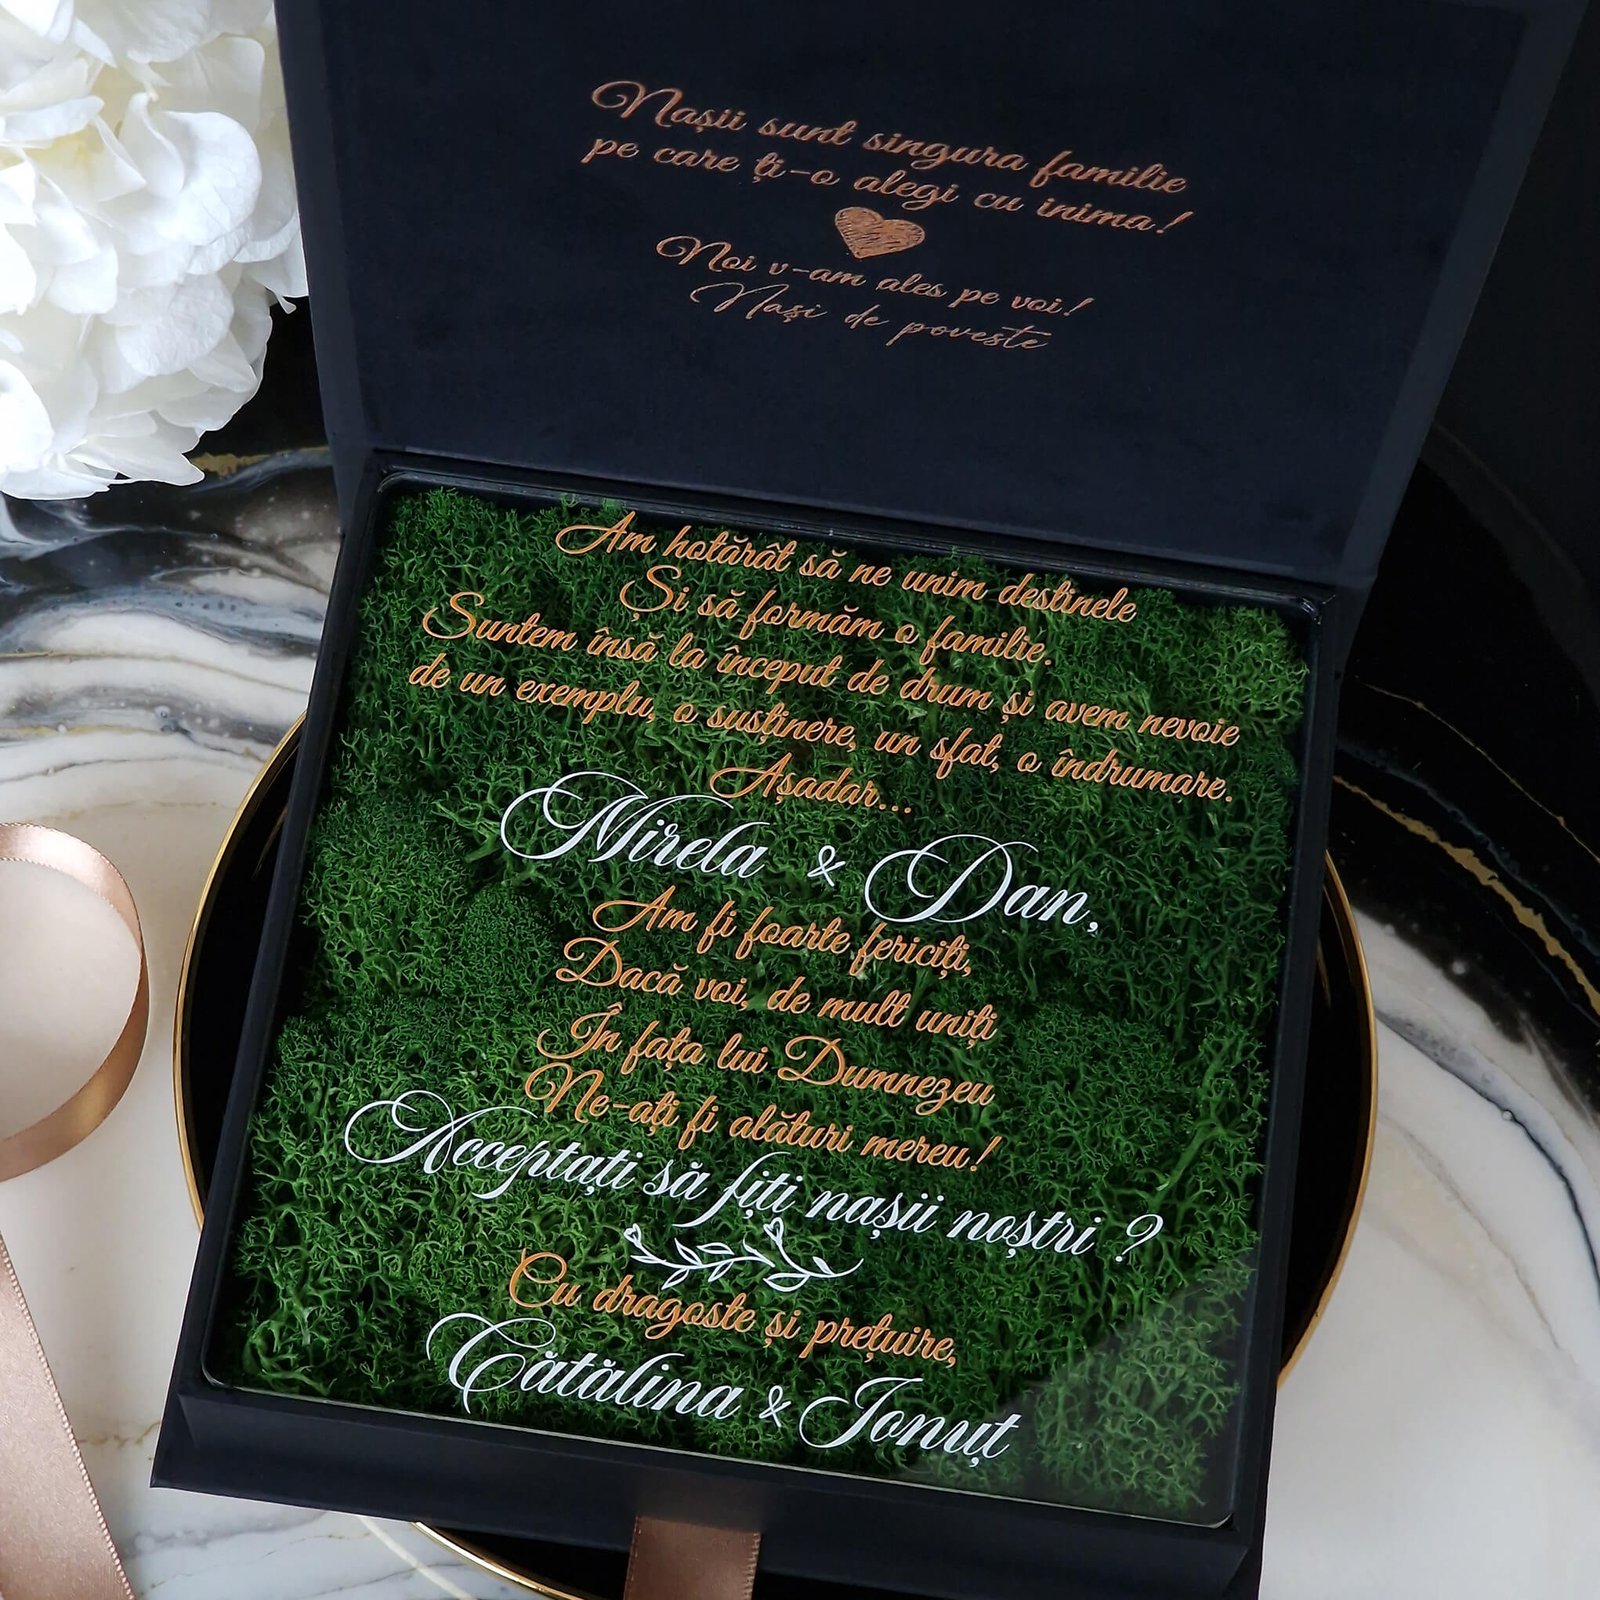 Nașii sunt singura familie
pe care ți-o alegi cu inima!
Noi v-am ales pe voi!
Nași de poveste
Am hotărât să ne unim destinele
Și să formăm o familie.
Suntem însă la început de drum și avem nevoie
de un exemplu, o susținere, un sfat, o îndrumare.
Așadar...
Mirela & Dan,
Am fi foarte fericiți,
Dacă voi, de mult uniți
În fața lui Dumnezeu
Ne-ați fi alături mereu!
Acceptați să fiți nașii noștri ?
Cu dragoste și prețuire,
Cătălina & Ionuț